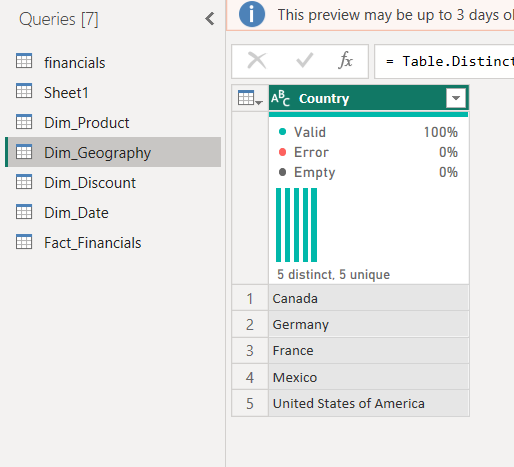 Queries [7]
This preview may be up to 3 days
financials
Sheet1
Dim_Product
Dim_Geography
Dim_Discount
Dim_Date
Fact_Financials
fx
= Table.Distinct
ABC Country
Valid 100%
Error 0%
Empty 0%
5 distinct, 5 unique
1 Canada
2 Germany
3 France
4 Mexico
5 United States of America